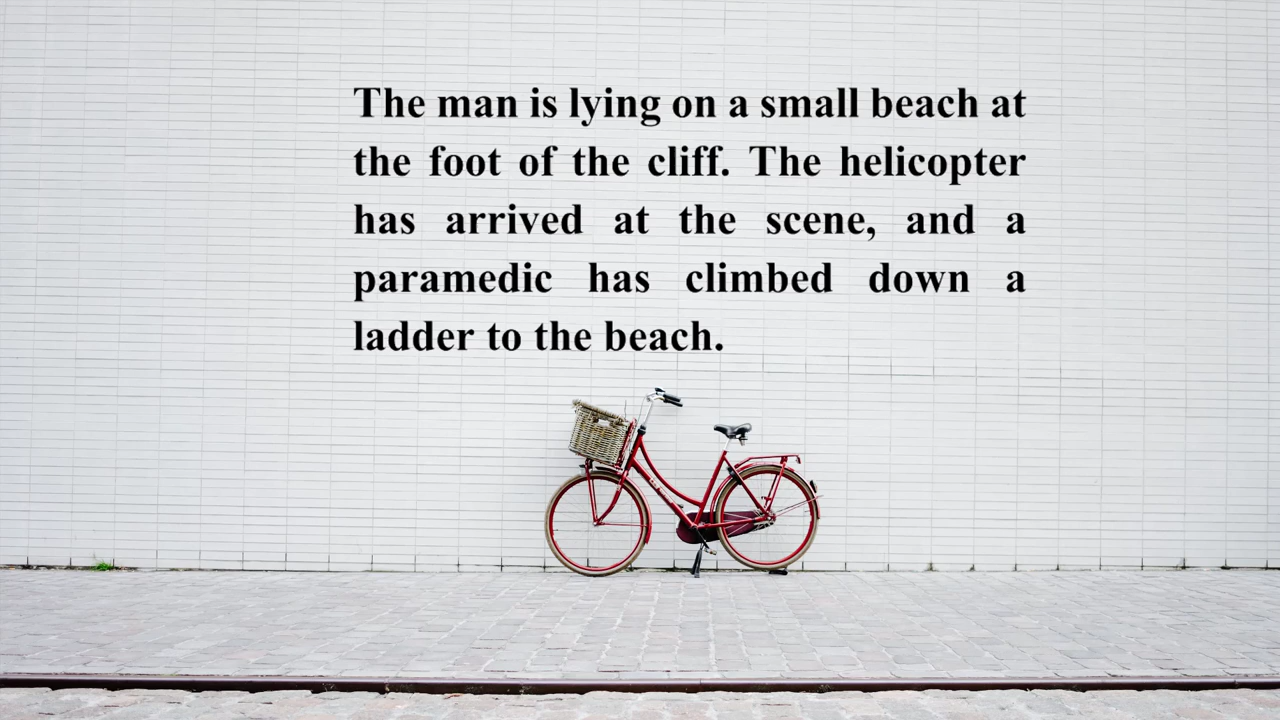 The man is lying on a small beach at
the foot of the cliff. The helicopter
has arrived at the scene, and a
paramedic has climbed down a
ladder to the beach.